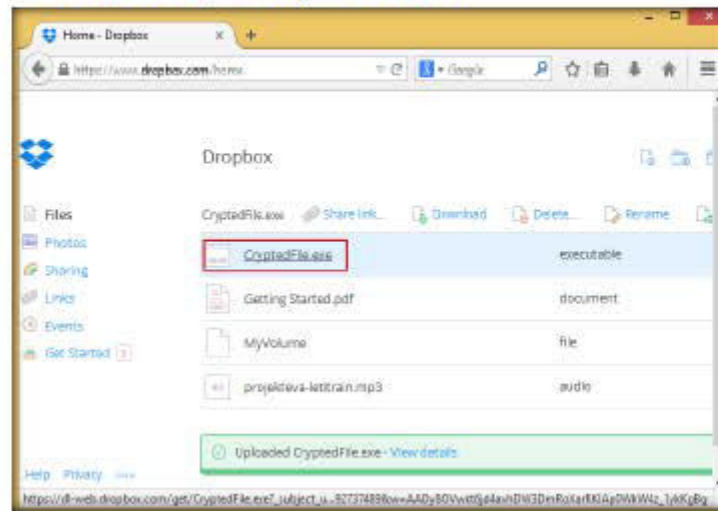 Home - Dropbox
https://www.dropbox.com/home
Google
Dropbox
Files
Photos
Sharing
Links
Events
Get Started
CryptedFile.exe Share link... Download Delete... Rename
CryptedFile.exe executable
Getting Started.pdf document
MyVolume file
projekteva-letitrain.mp3 audio
Uploaded CryptedFile.exe - View details
Help Privacy